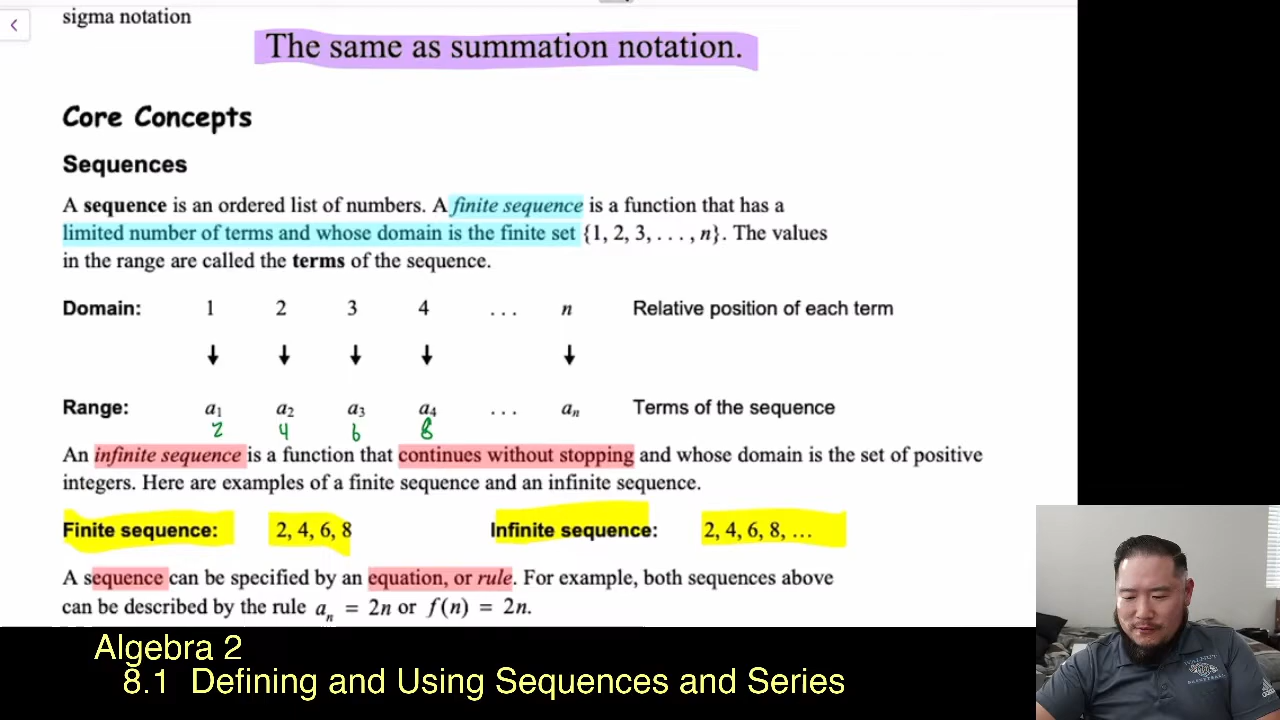 sigma notation
The same as summation notation.
Core Concepts
Sequences
A sequence is an ordered list of numbers. A finite sequence is a function that has a
limited number of terms and whose domain is the finite set {1, 2, 3, . . . , n}. The values
in the range are called the terms of the sequence.
Domain: 1 2 3 4 . . . n Relative position of each term
Range: a₁ a₂ a₃ a₄ . . . aₙ Terms of the sequence
2 4 6 8
An infinite sequence is a function that continues without stopping and whose domain is the set of positive
integers. Here are examples of a finite sequence and an infinite sequence.
Finite sequence: 2, 4, 6, 8 Infinite sequence: 2, 4, 6, 8, …
A sequence can be specified by an equation, or rule. For example, both sequences above
can be described by the rule aₙ = 2n or f(n) = 2n.
Algebra 2
8.1 Defining and Using Sequences and Series